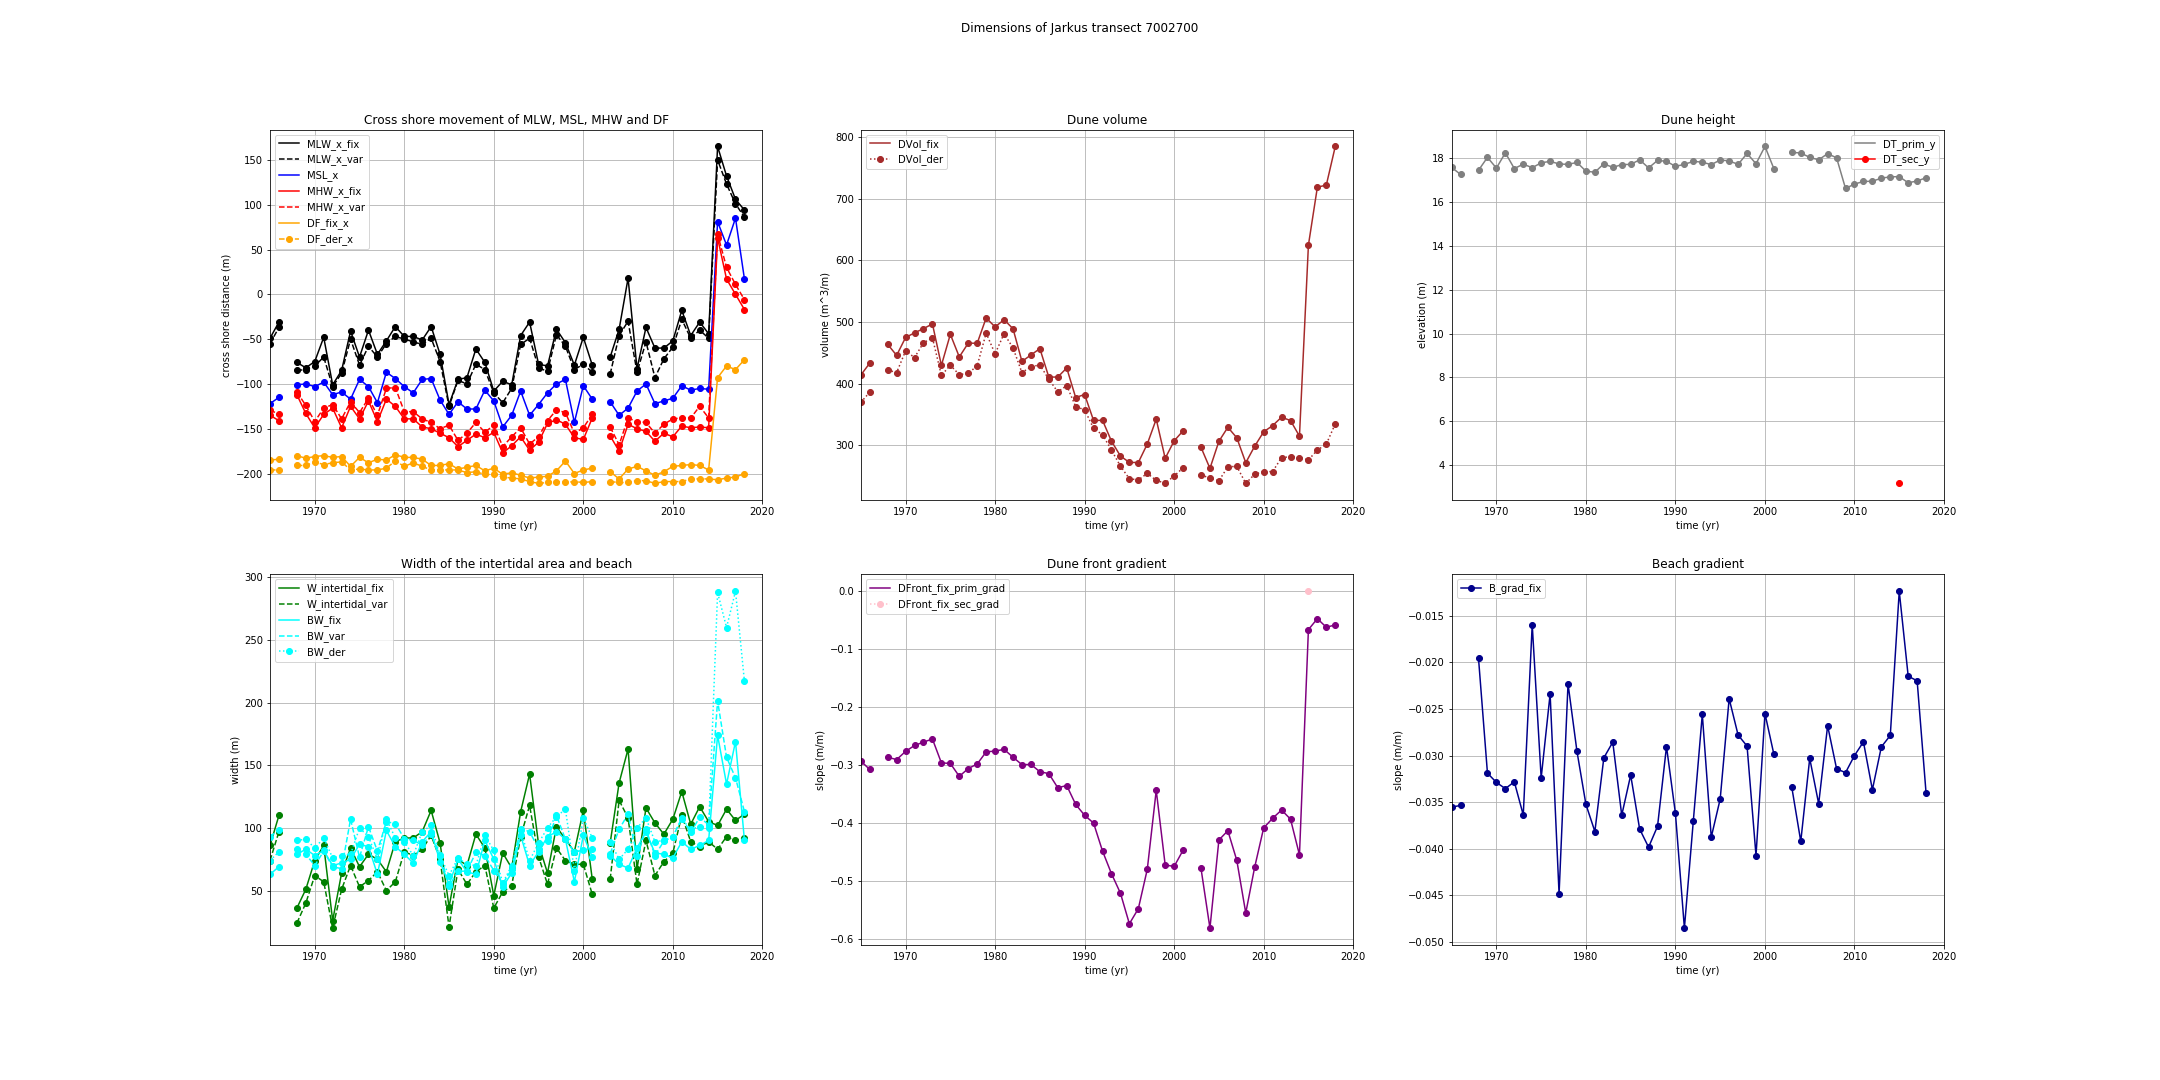 Dimensions of Jarkus transect 7002700
Cross shore movement of MLW, MSL, MHW and DF
MLW_x_fix
MLW_x_var
MSL_x
MHW_x_fix
MHW_x_var
DF_fix_x
DF_der_x
cross shore distance (m)
150
100
50
0
−50
−100
−150
−200
1970 1980 1990 2000 2010 2020
time (yr)
Dune volume
DVol_fix
DVol_der
volume (m^3/m)
800
700
600
500
400
300
1970 1980 1990 2000 2010 2020
time (yr)
Dune height
DT_prim_y
DT_sec_y
elevation (m)
18
16
14
12
10
8
6
4
1970 1980 1990 2000 2010 2020
time (yr)
Width of the intertidal area and beach
W_intertidal_fix
W_intertidal_var
BW_fix
BW_var
BW_der
width (m)
300
250
200
150
100
50
1970 1980 1990 2000 2010 2020
time (yr)
Dune front gradient
DFront_fix_prim_grad
DFront_fix_sec_grad
slope (m/m)
0.0
−0.1
−0.2
−0.3
−0.4
−0.5
−0.6
1970 1980 1990 2000 2010 2020
time (yr)
Beach gradient
B_grad_fix
slope (m/m)
−0.015
−0.020
−0.025
−0.030
−0.035
−0.040
−0.045
−0.050
1970 1980 1990 2000 2010 2020
time (yr)